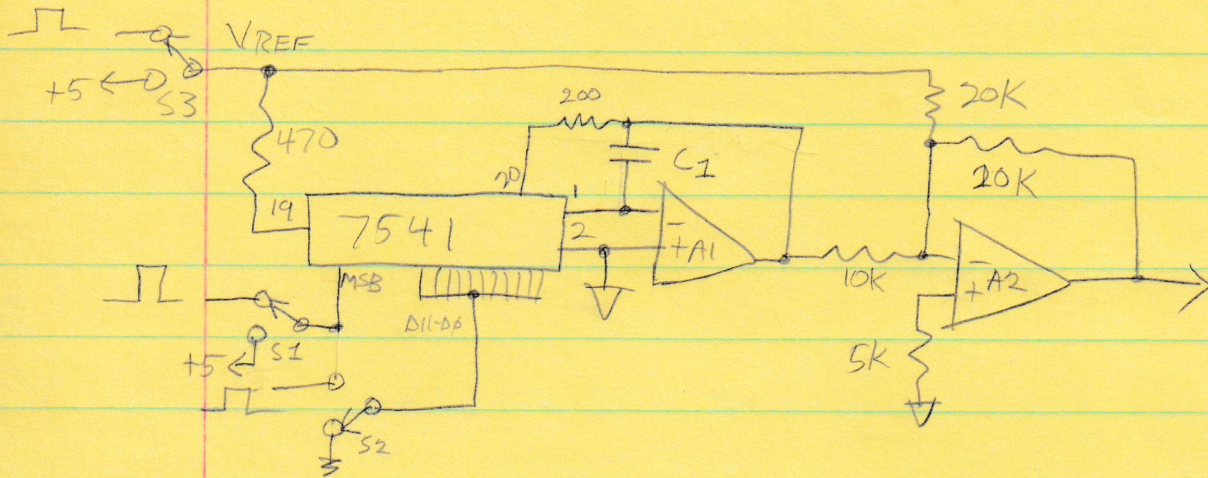 VREF
+5
S3
470
200
C1
20
19
7541
1
2
-
+A1
20K
20K
10K
-
+A2
5K
MSB
D11-D0
S1
+5
S2